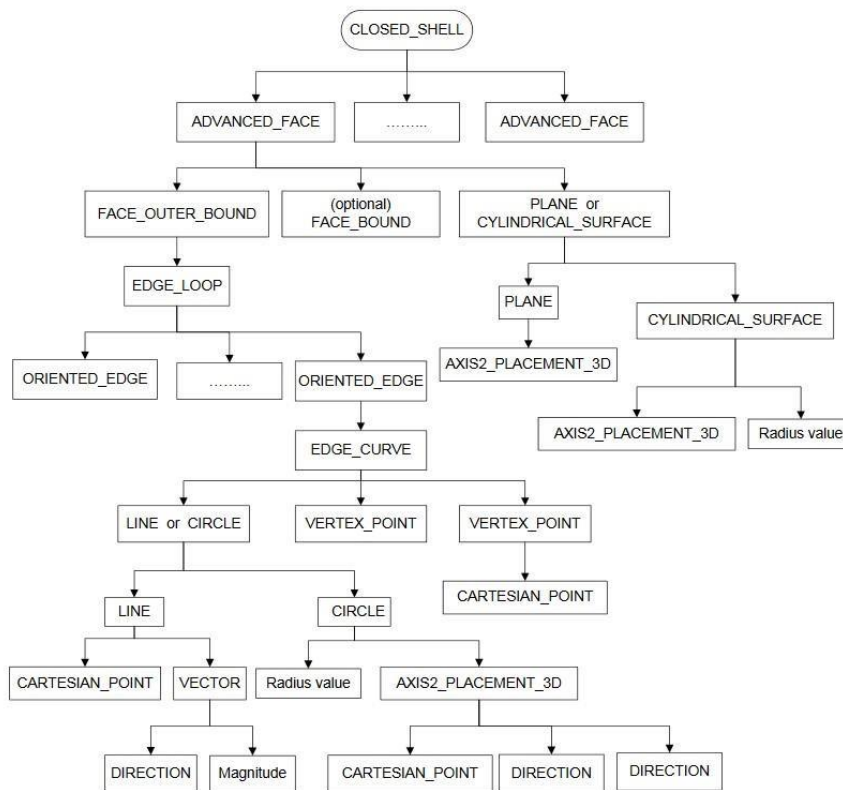 CLOSED_SHELL
ADVANCED_FACE
………...
ADVANCED_FACE
FACE_OUTER_BOUND
(optional)
FACE_BOUND
PLANE or
CYLINDRICAL_SURFACE
EDGE_LOOP
PLANE
CYLINDRICAL_SURFACE
ORIENTED_EDGE
………...
ORIENTED_EDGE
AXIS2_PLACEMENT_3D
AXIS2_PLACEMENT_3D
Radius value
EDGE_CURVE
LINE or CIRCLE
VERTEX_POINT
VERTEX_POINT
CARTESIAN_POINT
LINE
CIRCLE
CARTESIAN_POINT
VECTOR
Radius value
AXIS2_PLACEMENT_3D
DIRECTION
Magnitude
CARTESIAN_POINT
DIRECTION
DIRECTION